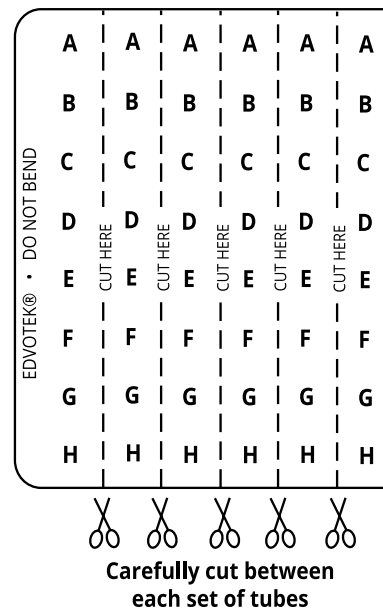 A A A A A A
B B B B B B
C C C C C C
D D D D D D
E E E E E E
F F F F F F
G G G G G G
H H H H H H
EDVOTEK® • DO NOT BEND
CUT HERE
CUT HERE
CUT HERE
CUT HERE
CUT HERE
Carefully cut between
each set of tubes